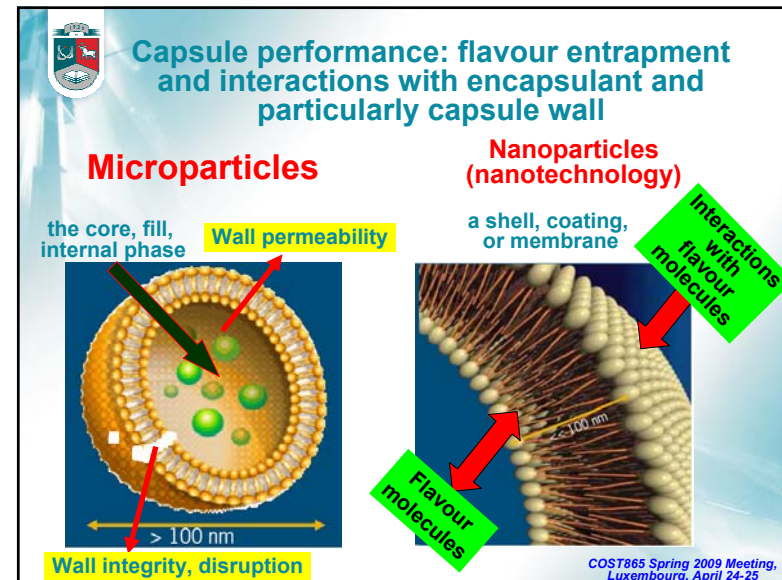 Capsule performance: flavour entrapment
and interactions with encapsulant and
particularly capsule wall
Microparticles
the core, fill,
internal phase
Wall permeability
> 100 nm
Wall integrity, disruption
Nanoparticles
(nanotechnology)
a shell, coating,
or membrane
Interactions
with
flavour
molecules
<< 100 nm
Flavour
molecules
COST865 Spring 2009 Meeting,
Luxembourg, April 24-25